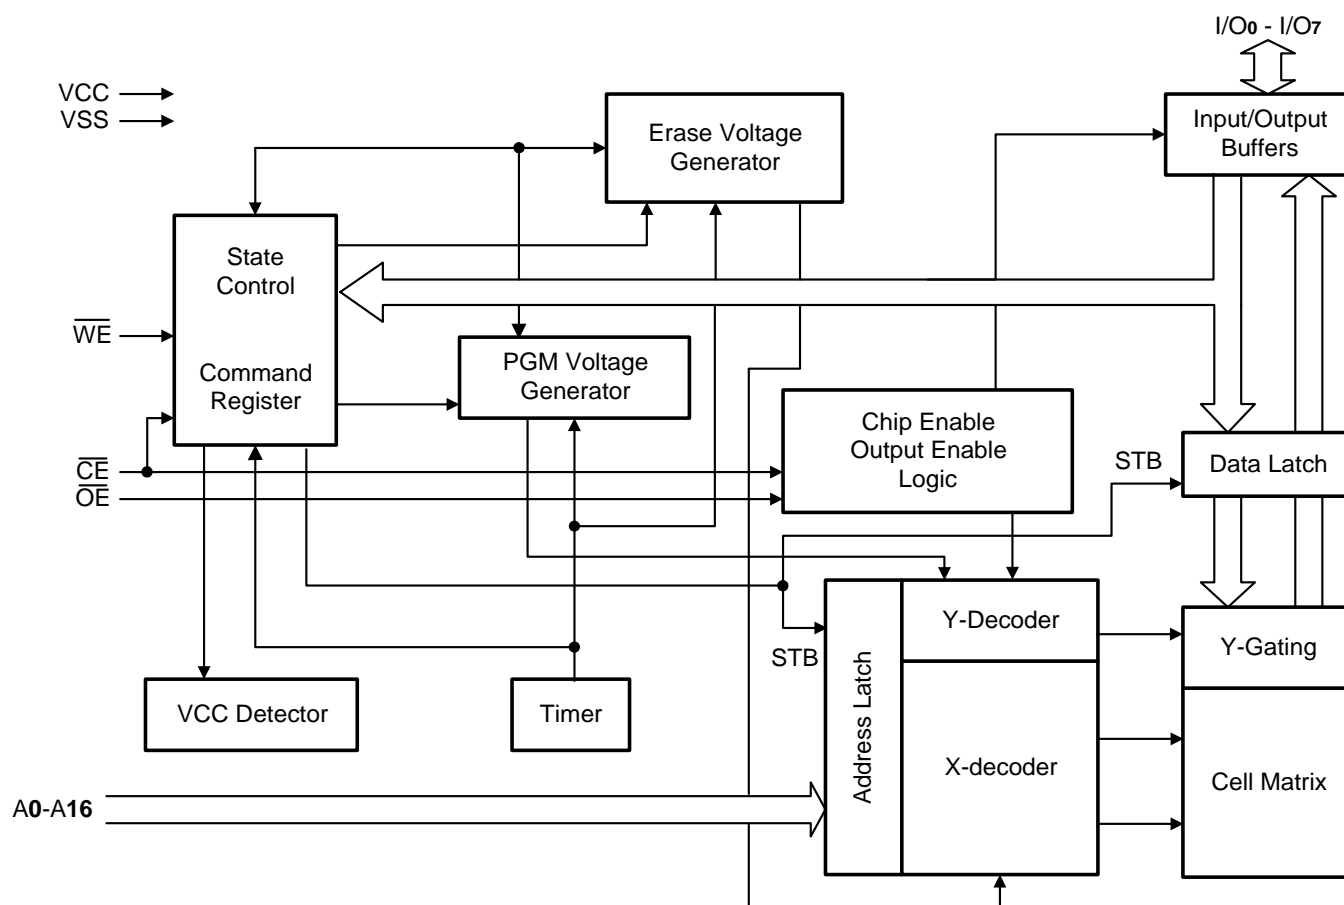 I/O0 - I/O7
VCC
VSS
Erase Voltage
Generator
Input/Output
Buffers
State
Control
WE
Command
Register
PGM Voltage
Generator
Chip Enable
Output Enable
Logic
CE
OE
STB
Data Latch
Y-Decoder
STB
Y-Gating
VCC Detector
Timer
Address Latch
X-decoder
Cell Matrix
A0-A16